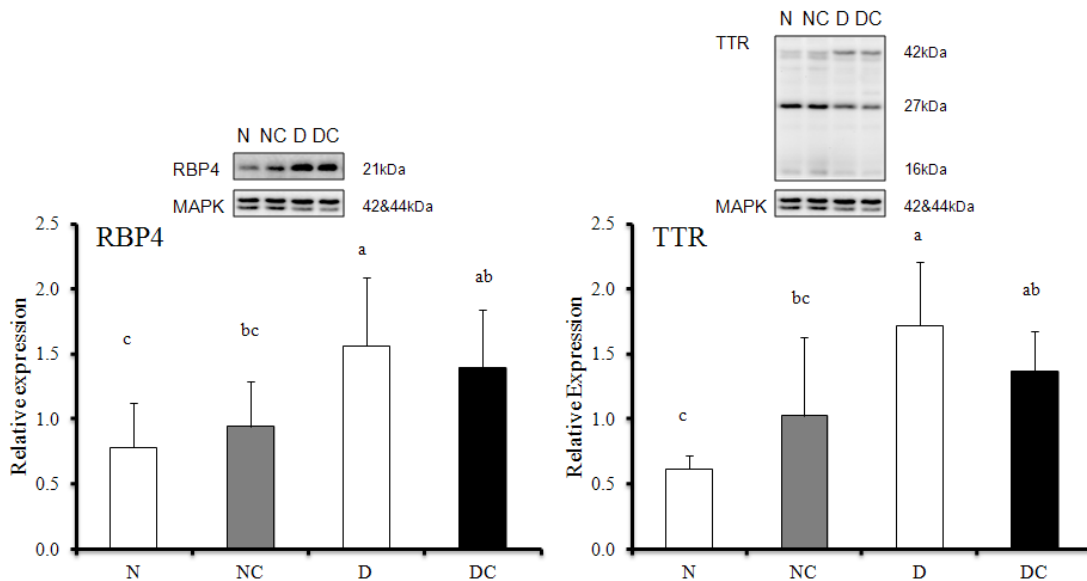 N NC D DC
RBP4 21kDa
MAPK 42&44kDa
RBP4
Relative expression
2.5
2.0
1.5
1.0
0.5
0.0
c
bc
a
ab
N NC D DC
N NC D DC
TTR 42kDa
27kDa
16kDa
MAPK 42&44kDa
TTR
Relative Expression
2.5
2.0
1.5
1.0
0.5
0.0
c
bc
a
ab
N NC D DC